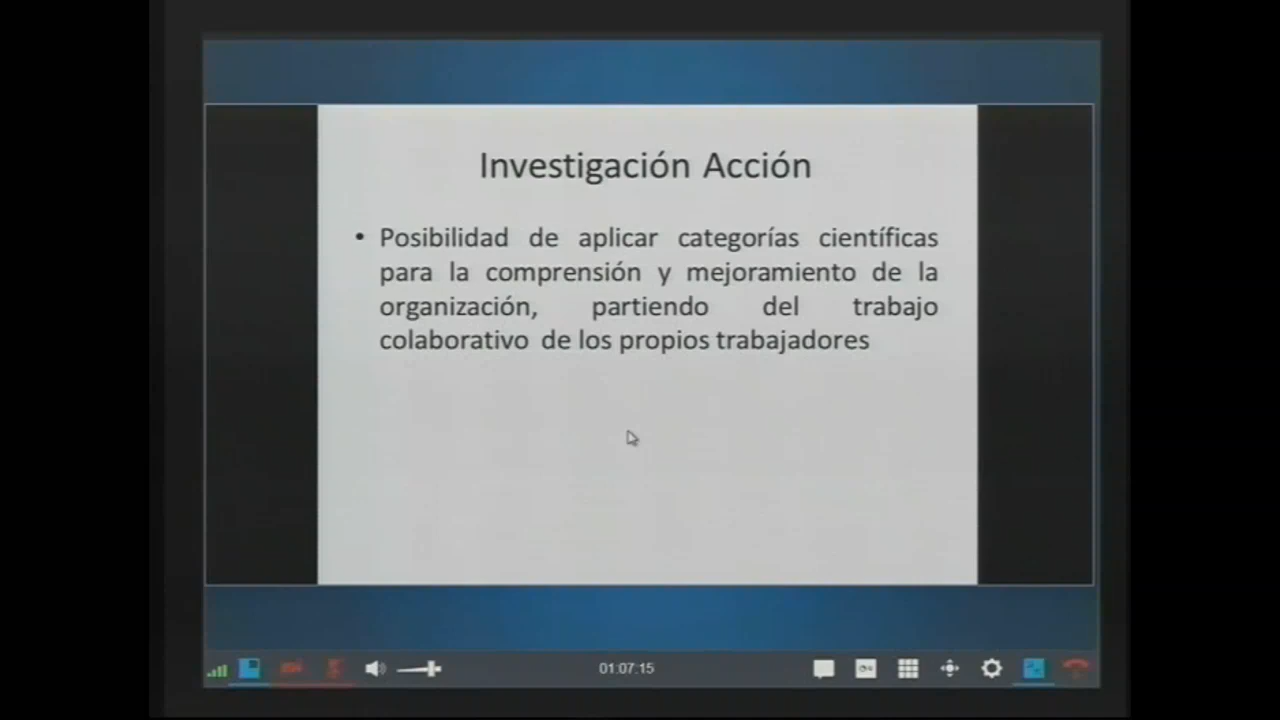 Investigación Acción
• Posibilidad de aplicar categorías científicas
para la comprensión y mejoramiento de la
organización, partiendo del trabajo
colaborativo de los propios trabajadores
01:07:15